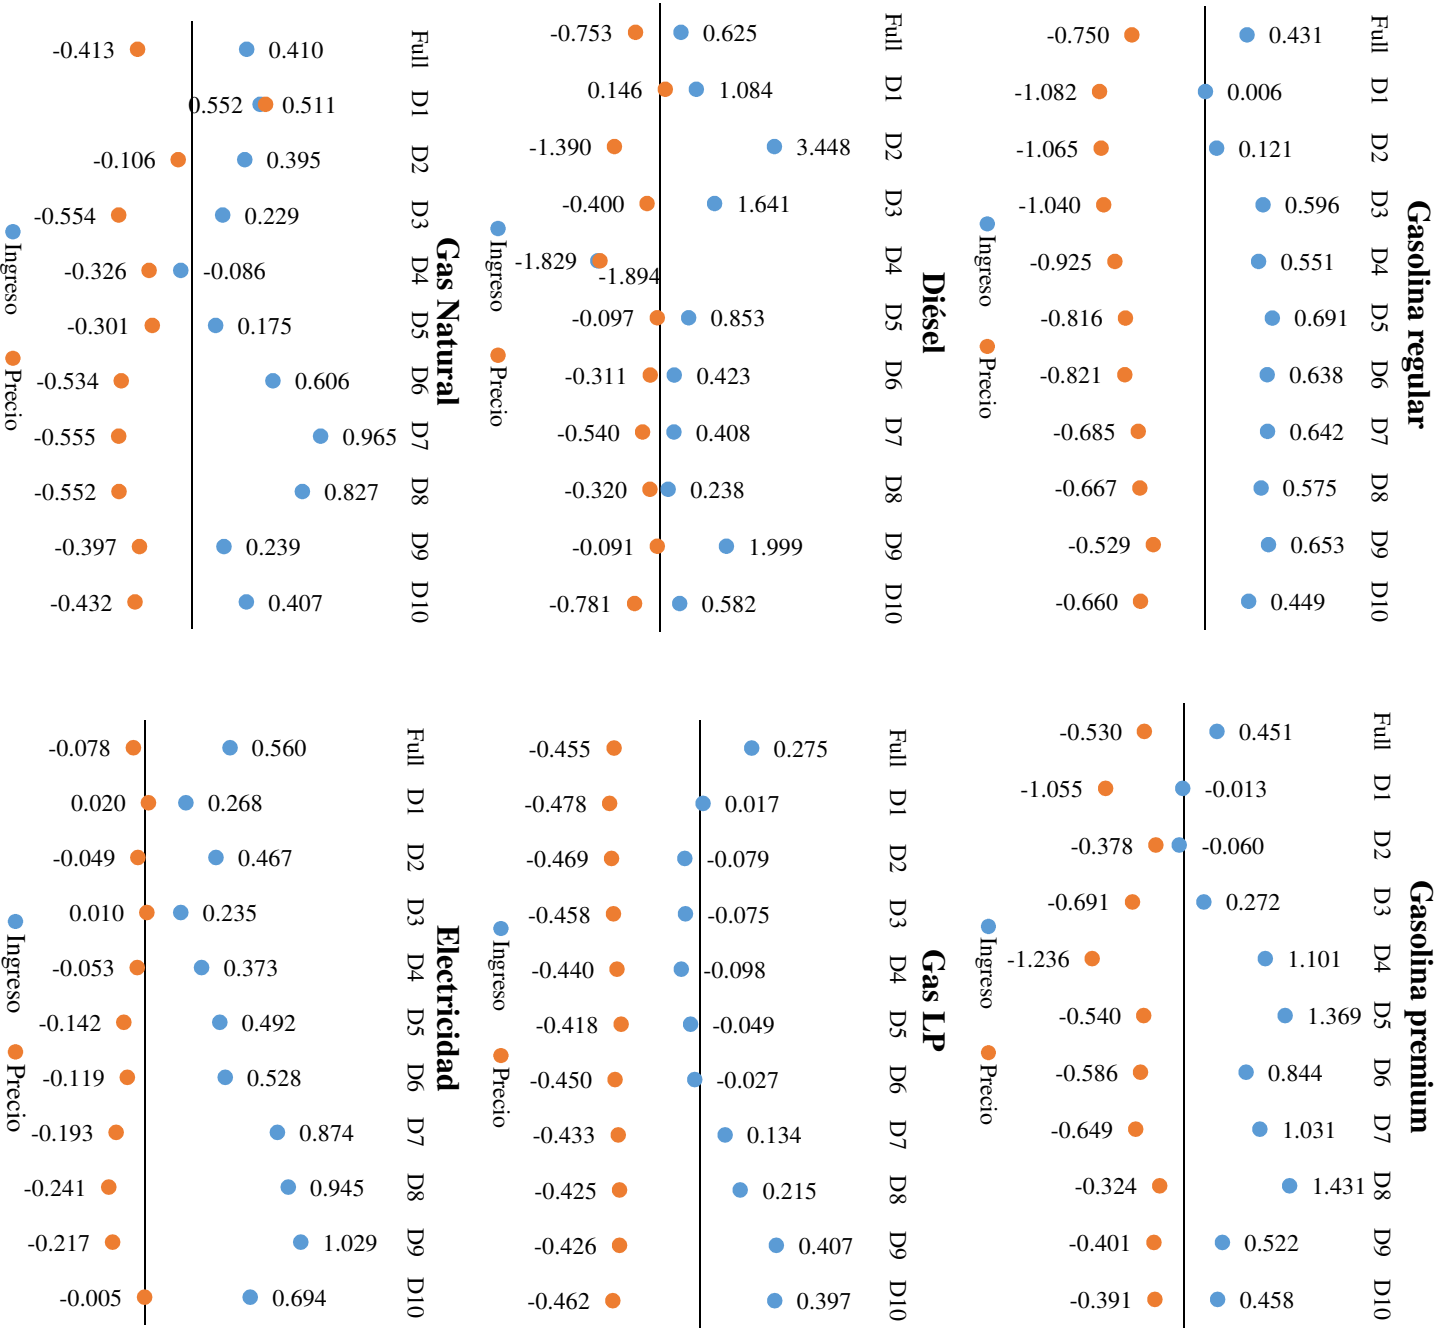 Gasolina regular
Full -0.750 0.431
D1 -1.082 0.006
D2 -1.065 0.121
D3 -1.040 0.596
D4 -0.925 0.551
D5 -0.816 0.691
D6 -0.821 0.638
D7 -0.685 0.642
D8 -0.667 0.575
D9 -0.529 0.653
D10 -0.660 0.449
Ingreso Precio
Diésel
Full -0.753 0.625
D1 0.146 1.084
D2 -1.390 3.448
D3 -0.400 1.641
D4 -1.829 -1.894
D5 -0.097 0.853
D6 -0.311 0.423
D7 -0.540 0.408
D8 -0.320 0.238
D9 -0.091 1.999
D10 -0.781 0.582
Ingreso Precio
Gas Natural
Full -0.413 0.410
D1 0.552 0.511
D2 -0.106 0.395
D3 -0.554 0.229
D4 -0.326 -0.086
D5 -0.301 0.175
D6 -0.534 0.606
D7 -0.555 0.965
D8 -0.552 0.827
D9 -0.397 0.239
D10 -0.432 0.407
Ingreso Precio
Gasolina premium
Full -0.530 0.451
D1 -1.055 -0.013
D2 -0.378 -0.060
D3 -0.691 0.272
D4 -1.236 1.101
D5 -0.540 1.369
D6 -0.586 0.844
D7 -0.649 1.031
D8 -0.324 1.431
D9 -0.401 0.522
D10 -0.391 0.458
Ingreso Precio
Gas LP
Full -0.455 0.275
D1 -0.478 0.017
D2 -0.469 -0.079
D3 -0.458 -0.075
D4 -0.440 -0.098
D5 -0.418 -0.049
D6 -0.450 -0.027
D7 -0.433 0.134
D8 -0.425 0.215
D9 -0.426 0.407
D10 -0.462 0.397
Ingreso Precio
Electricidad
Full -0.078 0.560
D1 0.020 0.268
D2 -0.049 0.467
D3 0.010 0.235
D4 -0.053 0.373
D5 -0.142 0.492
D6 -0.119 0.528
D7 -0.193 0.874
D8 -0.241 0.945
D9 -0.217 1.029
D10 -0.005 0.694
Ingreso Precio